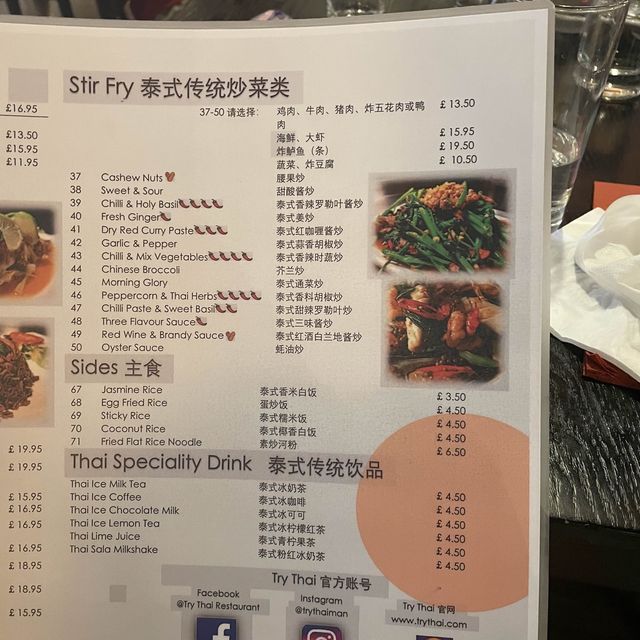 £16.95
£13.50
£15.95
£11.95
Stir Fry 泰式传统炒菜类
37-50 请选择: 鸡肉、牛肉、猪肉、炸五花肉或鸭肉 £ 13.50
海鲜、大虾 £ 15.95
炸鲈鱼（条） £ 19.50
蔬菜、炸豆腐 £ 10.50
37 Cashew Nuts 腰果炒
38 Sweet & Sour 甜酸酱炒
39 Chilli & Holy Basil 泰式香辣罗勒叶酱炒
40 Fresh Ginger 泰式姜炒
41 Dry Red Curry Paste 泰式红咖喱酱炒
42 Garlic & Pepper 泰式蒜香胡椒炒
43 Chilli & Mix Vegetables 泰式香辣时蔬炒
44 Chinese Broccoli 芥兰炒
45 Morning Glory 泰式通菜炒
46 Peppercorn & Thai Herbs 泰式香料胡椒炒
47 Chilli Paste & Sweet Basil 泰式甜辣罗勒叶炒
48 Three Flavour Sauce 泰式三味酱炒
49 Red Wine & Brandy Sauce 泰式红酒白兰地酱炒
50 Oyster Sauce 蚝油炒
Sides 主食
67 Jasmine Rice 泰式香米白饭 £ 3.50
68 Egg Fried Rice 蛋炒饭 £ 4.50
69 Sticky Rice 泰式糯米饭 £ 4.50
70 Coconut Rice 泰式椰香白饭 £ 4.50
71 Fried Flat Rice Noodle 素炒河粉 £ 6.50
Thai Speciality Drink 泰式传统饮品
Thai Ice Milk Tea 泰式冰奶茶 £ 4.50
Thai Ice Coffee 泰式冰咖啡 £ 4.50
Thai Ice Chocolate Milk 泰式冰可可 £ 4.50
Thai Ice Lemon Tea 泰式冰柠檬红茶 £ 4.50
Thai Lime Juice 泰式青柠果茶 £ 4.50
Thai Sala Milkshake 泰式粉红冰奶茶 £ 4.50
£ 19.95
£ 19.95
£ 15.95
£ 16.95
£ 16.95
£ 16.95
£ 18.95
£ 18.95
£ 15.95
Try Thai 官方账号
Facebook
@Try Thai Restaurant
Instagram
@trythaiman
Try Thai 官网
www.trythai.com